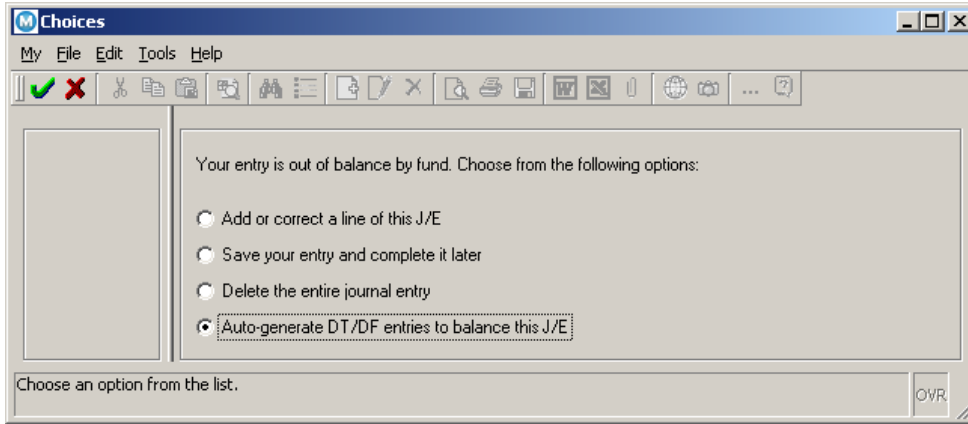 M Choices
My File Edit Tools Help
W X ... ?
Your entry is out of balance by fund. Choose from the following options:
Add or correct a line of this J/E
Save your entry and complete it later
Delete the entire journal entry
Auto-generate DT/DF entries to balance this J/E
Choose an option from the list.
OVR